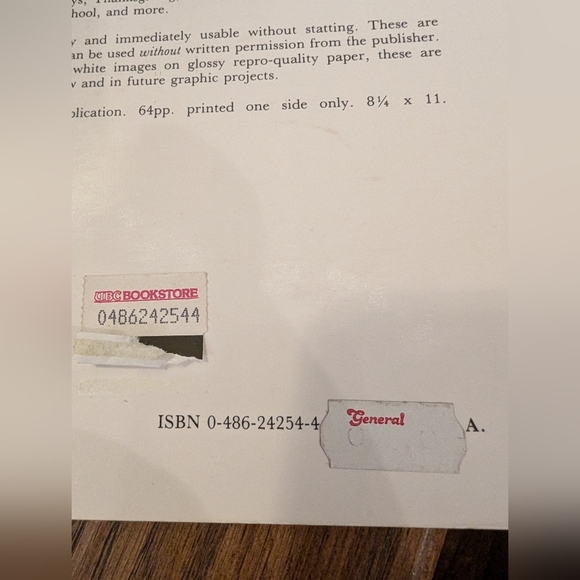 hool, and more.
and immediately usable without statting. These are
an be used without written permission from the publisher.
white images on glossy repro-quality paper, these are
and in future graphic projects.
blication. 64pp. printed one side only. 8¼ x 11.
UBC BOOKSTORE
0486242544
ISBN 0-486-24254-4
General
A.